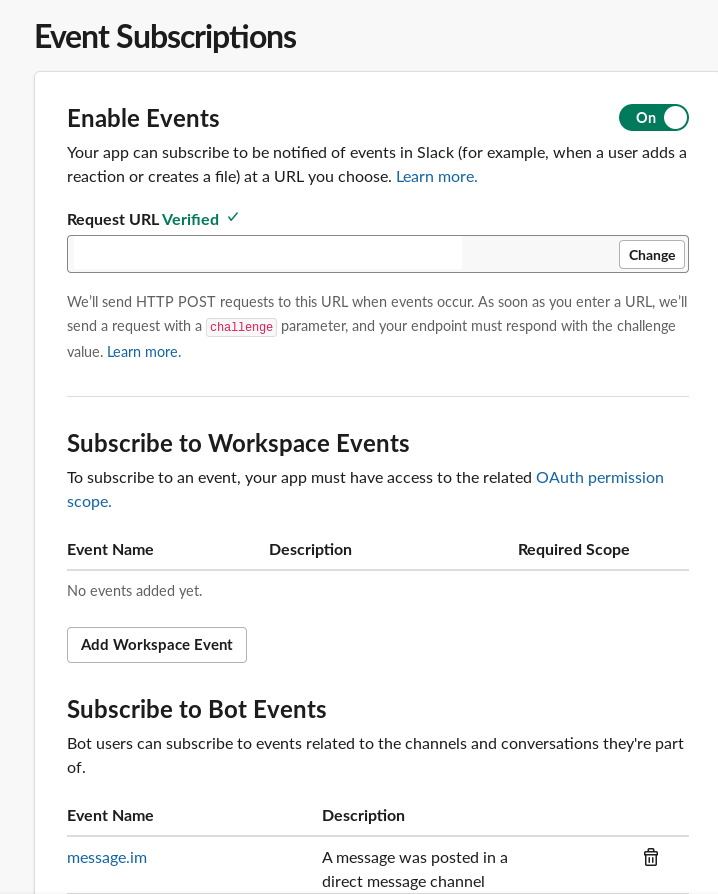 Event Subscriptions
Enable Events
On
Your app can subscribe to be notified of events in Slack (for example, when a user adds a
reaction or creates a file) at a URL you choose. Learn more.
Request URL Verified ✓
Change
We’ll send HTTP POST requests to this URL when events occur. As soon as you enter a URL, we’ll
send a request with a challenge parameter, and your endpoint must respond with the challenge
value. Learn more.
Subscribe to Workspace Events
To subscribe to an event, your app must have access to the related OAuth permission
scope.
Event Name Description Required Scope
No events added yet.
Add Workspace Event
Subscribe to Bot Events
Bot users can subscribe to events related to the channels and conversations they're part
of.
Event Name Description
message.im A message was posted in a
direct message channel